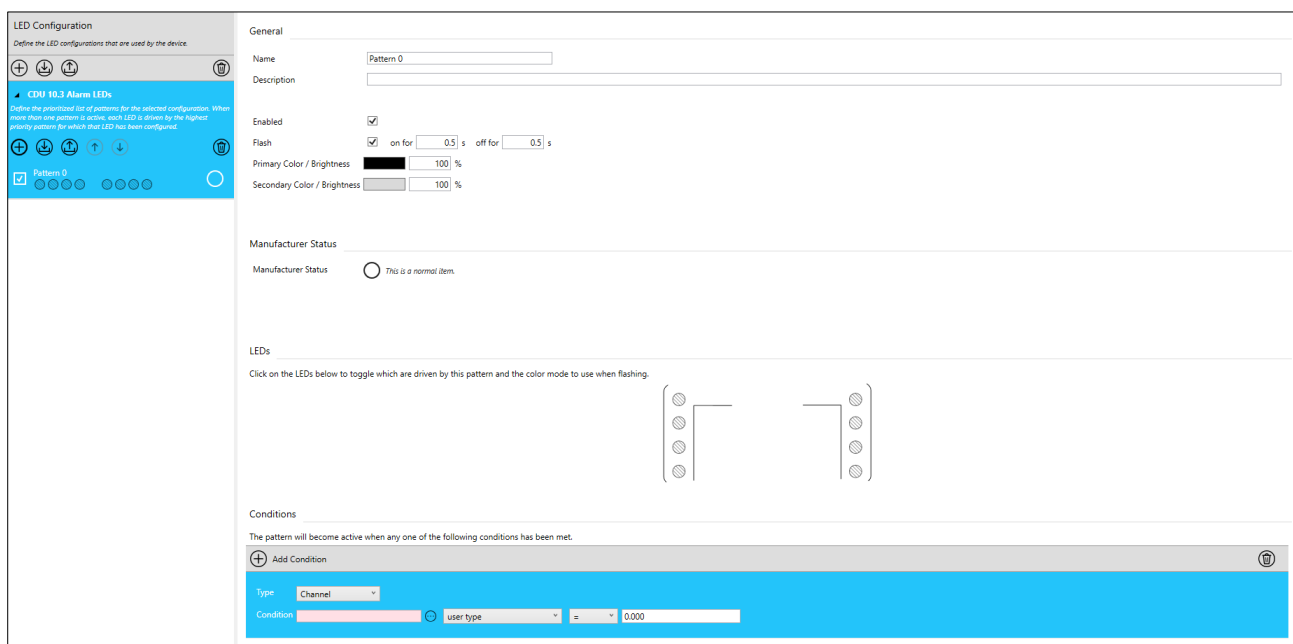 LED Configuration
Define the LED configurations that are used by the device.
CDU 10.3 Alarm LEDs
Define the prioritized list of patterns for the selected configuration. When
more than one pattern is active, each LED is driven by the highest
priority pattern for which that LED has been configured.
Pattern 0
General
Name Pattern 0
Description
Enabled
Flash on for 0.5 s off for 0.5 s
Primary Color / Brightness 100 %
Secondary Color / Brightness 100 %
Manufacturer Status
Manufacturer Status This is a normal item.
LEDs
Click on the LEDs below to toggle which are driven by this pattern and the color mode to use when flashing.
Conditions
The pattern will become active when any one of the following conditions has been met.
Add Condition
Type Channel
Condition user type = 0.000